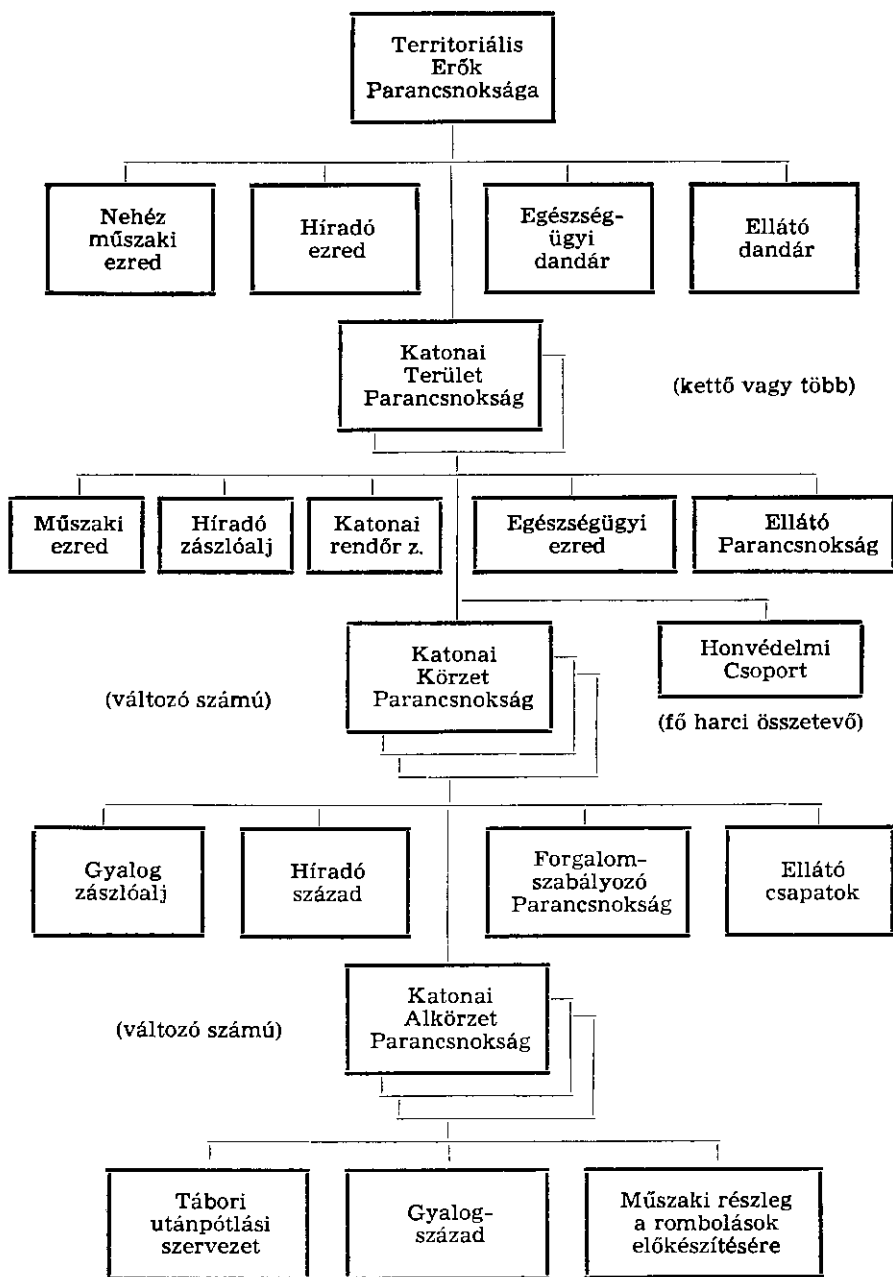 Territoriális
Erők
Parancsnoksága
Nehéz
műszaki
ezred
Híradó
ezred
Egészség-
ügyi
dandár
Ellátó
dandár
Katonai
Terület
Parancsnokság
(kettő vagy több)
Műszaki
ezred
Híradó
zászlóalj
Katonai
rendőr z.
Egészségügyi
ezred
Ellátó
Parancsnokság
Katonai
Körzet
Parancsnokság
(változó számú)
Honvédelmi
Csoport
(fő harci összetevő)
Gyalog
zászlóalj
Híradó
század
Forgalom-
szabályozó
Parancsnokság
Ellátó
csapatok
Katonai
Alkörzet
Parancsnokság
(változó számú)
Tábori
utánpótlási
szervezet
Gyalog-
század
Műszaki részleg
a rombolások
előkészítésére